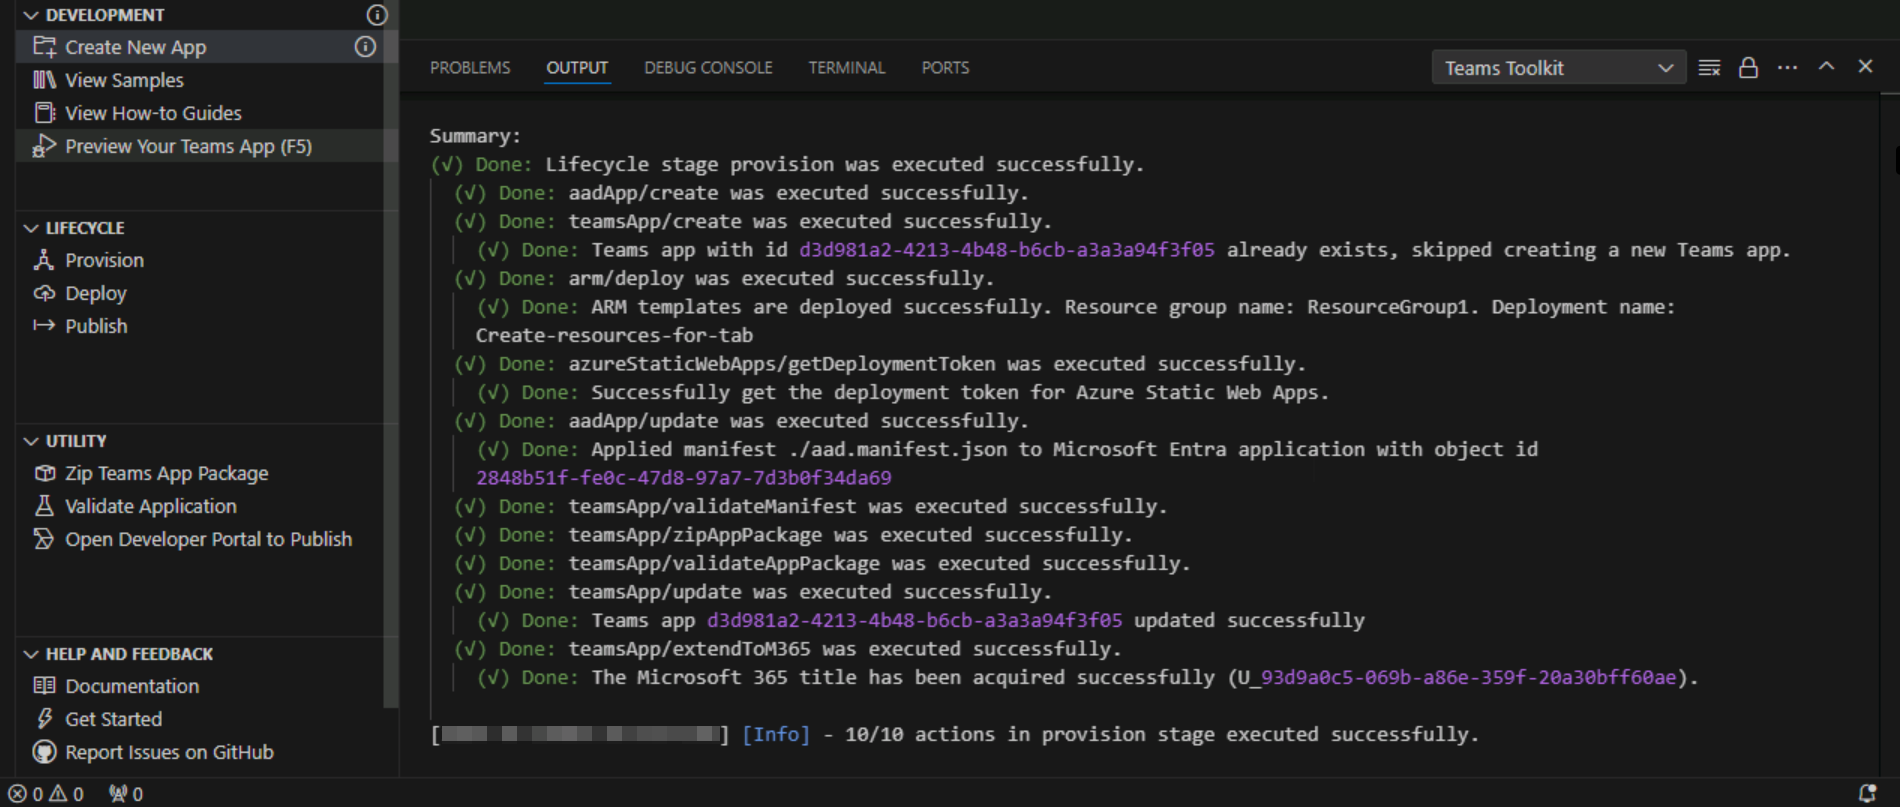 DEVELOPMENT
Create New App
View Samples
View How-to Guides
Preview Your Teams App (F5)
LIFECYCLE
Provision
Deploy
Publish
UTILITY
Zip Teams App Package
Validate Application
Open Developer Portal to Publish
HELP AND FEEDBACK
Documentation
Get Started
Report Issues on GitHub
PROBLEMS OUTPUT DEBUG CONSOLE TERMINAL PORTS Teams Toolkit
Summary:
(√) Done: Lifecycle stage provision was executed successfully.
(√) Done: aadApp/create was executed successfully.
(√) Done: teamsApp/create was executed successfully.
(√) Done: Teams app with id d3d981a2-4213-4b48-b6cb-a3a3a94f3f05 already exists, skipped creating a new Teams app.
(√) Done: arm/deploy was executed successfully.
(√) Done: ARM templates are deployed successfully. Resource group name: ResourceGroup1. Deployment name:
Create-resources-for-tab
(√) Done: azureStaticWebApps/getDeploymentToken was executed successfully.
(√) Done: Successfully get the deployment token for Azure Static Web Apps.
(√) Done: aadApp/update was executed successfully.
(√) Done: Applied manifest ./aad.manifest.json to Microsoft Entra application with object id
2848b51f-fe0c-47d8-97a7-7d3b0f34da69
(√) Done: teamsApp/validateManifest was executed successfully.
(√) Done: teamsApp/zipAppPackage was executed successfully.
(√) Done: teamsApp/validateAppPackage was executed successfully.
(√) Done: teamsApp/update was executed successfully.
(√) Done: Teams app d3d981a2-4213-4b48-b6cb-a3a3a94f3f05 updated successfully
(√) Done: teamsApp/extendToM365 was executed successfully.
(√) Done: The Microsoft 365 title has been acquired successfully (U_93d9a0c5-069b-a86e-359f-20a30bff60ae).
[ ] [Info] - 10/10 actions in provision stage executed successfully.
0 0 0